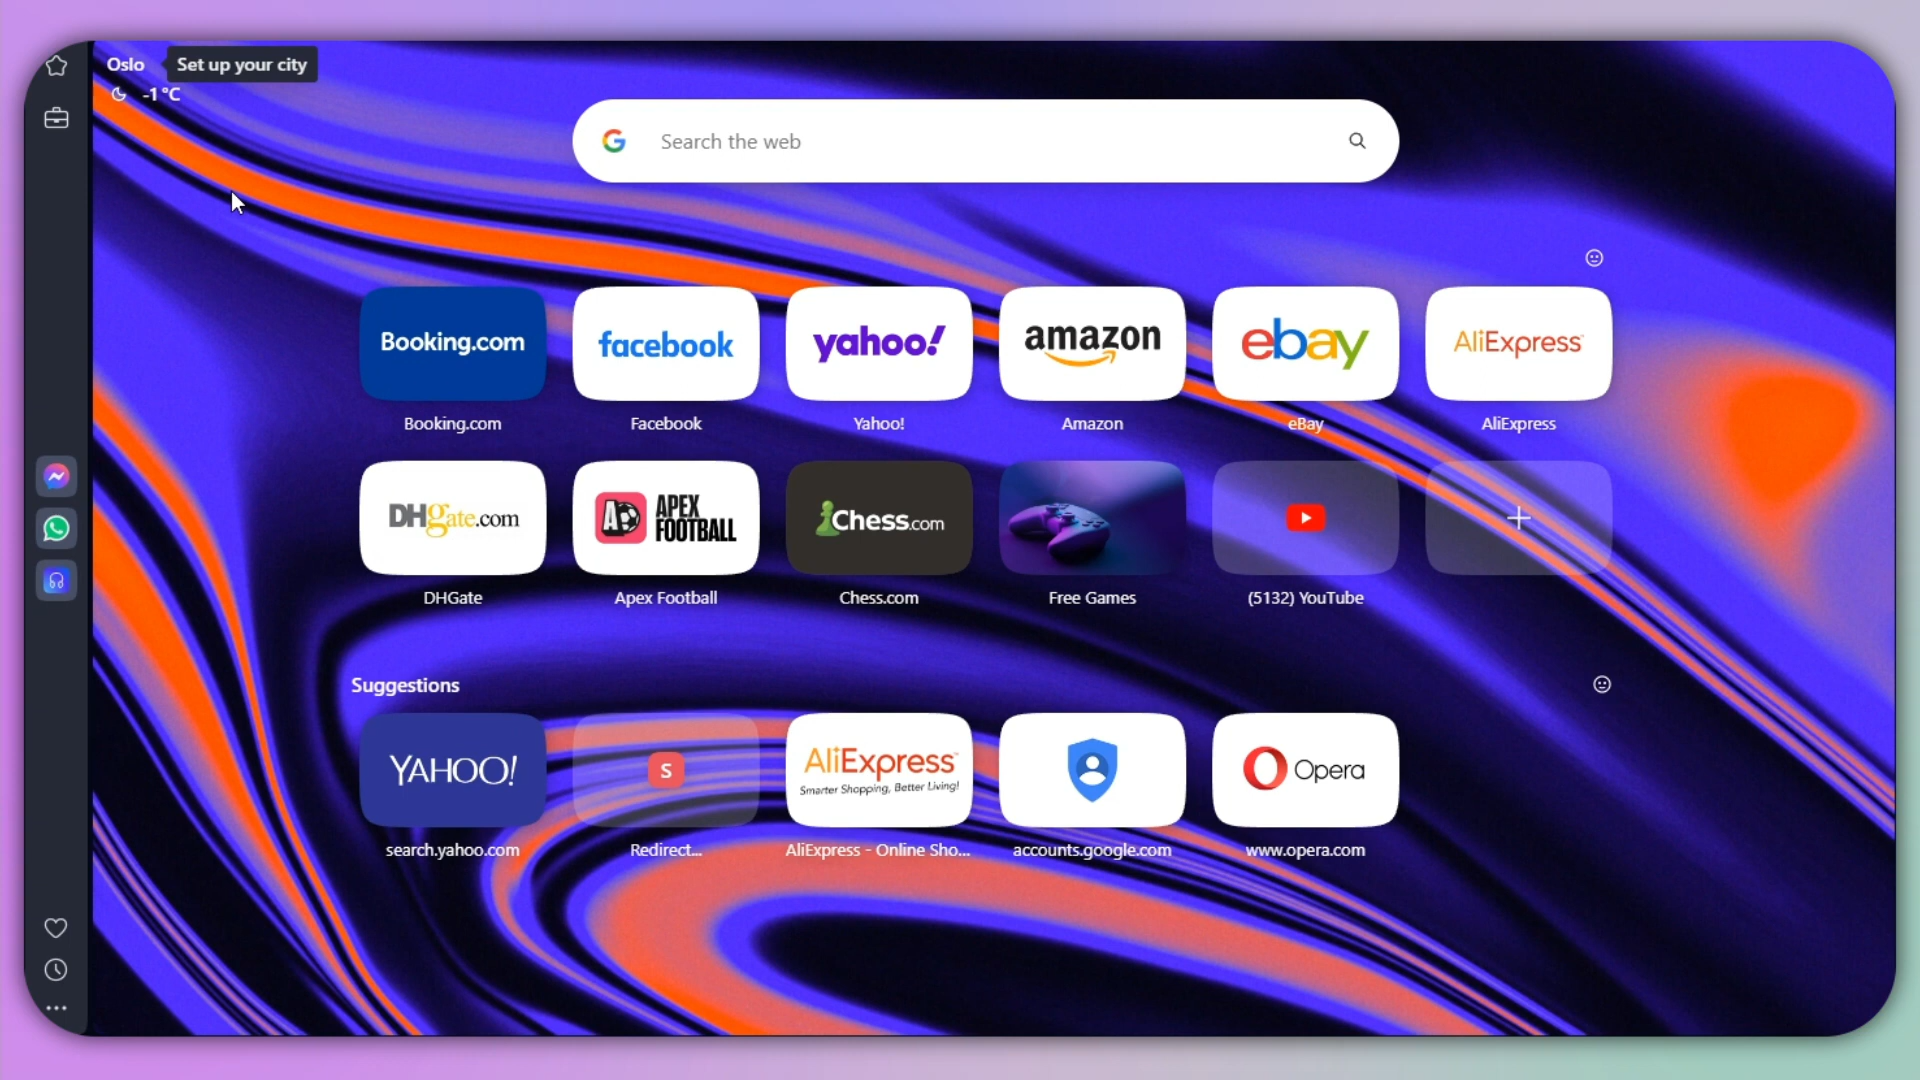 Oslo
Set up your city
-1 °C
Search the web
Booking.com
facebook
yahoo!
amazon
ebay
AliExpress
Booking.com
Facebook
Yahoo!
Amazon
eBay
AliExpress
DHgate.com
APEX
FOOTBALL
Chess.com
DHGate
Apex Football
Chess.com
Free Games
(5132) YouTube
Suggestions
YAHOO!
S
AliExpress™
Smarter Shopping, Better Living!
Opera
search.yahoo.com
Redirect...
AliExpress - Online Sho...
accounts.google.com
www.opera.com